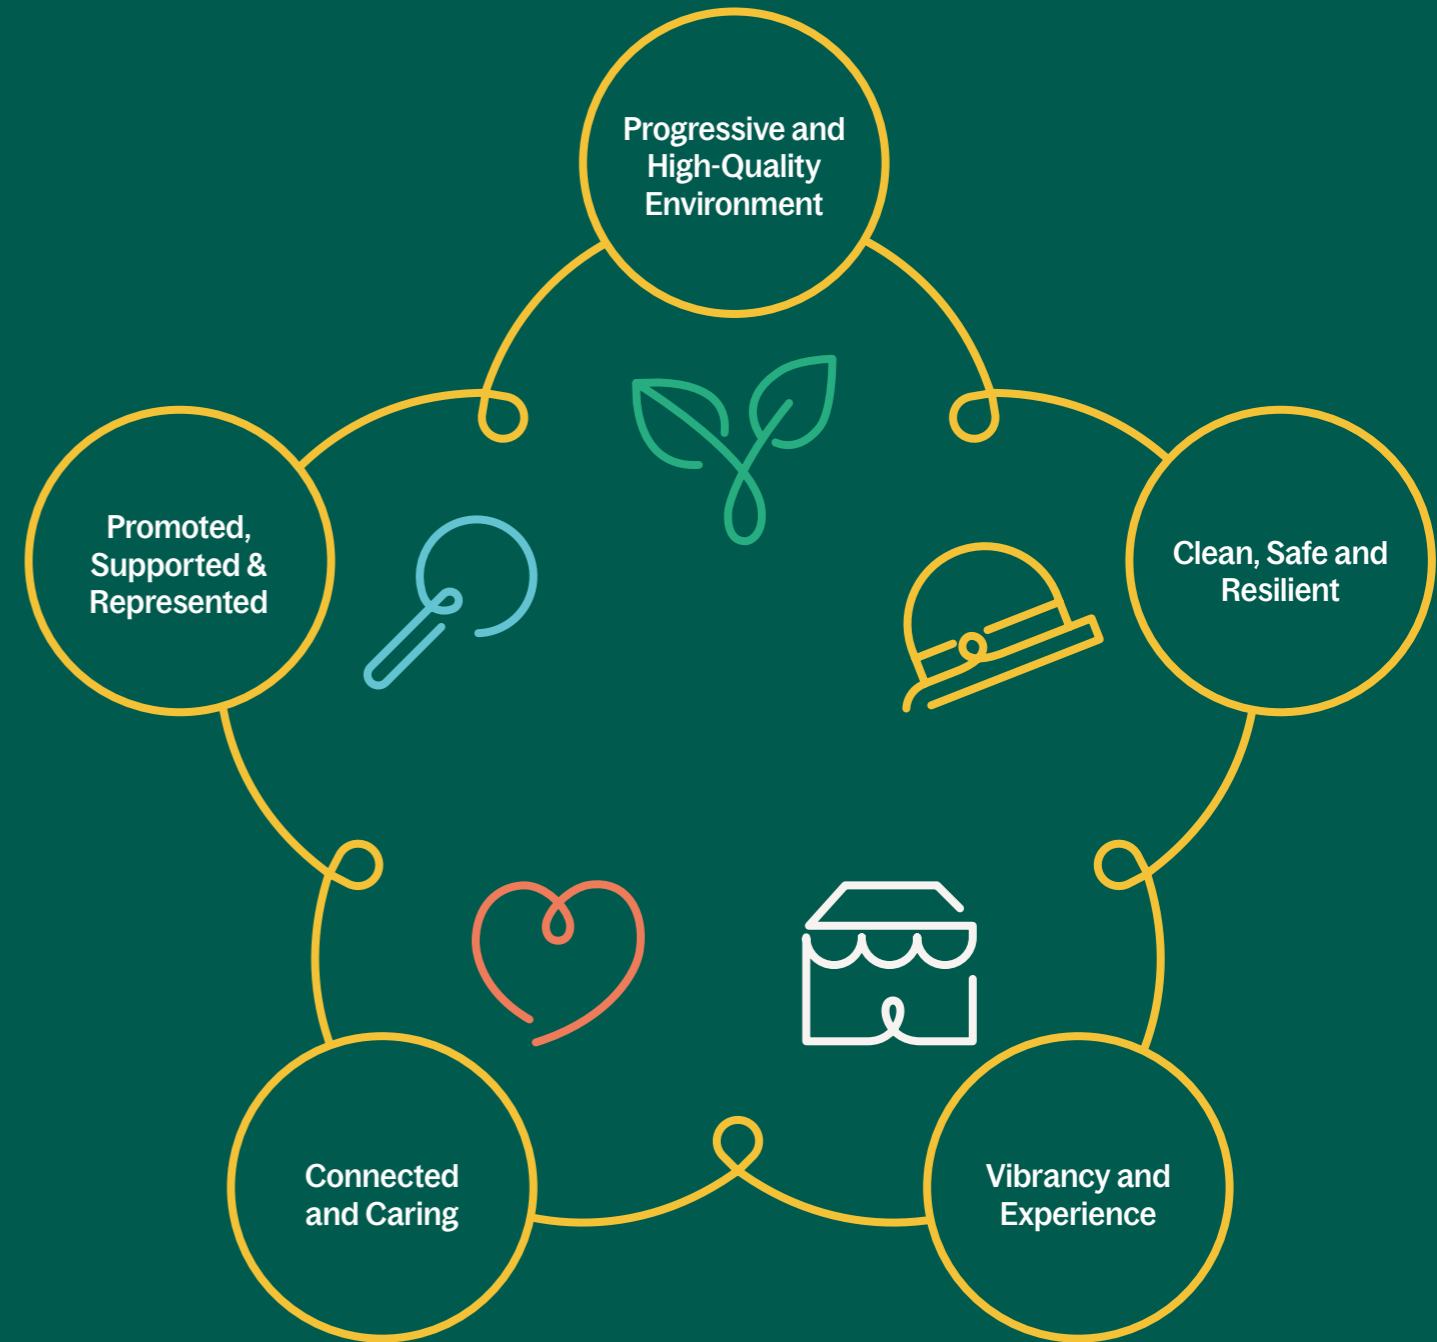 Progressive and
High-Quality
Environment
Promoted,
Supported &
Represented
Clean, Safe and
Resilient
Connected
and Caring
Vibrancy and
Experience